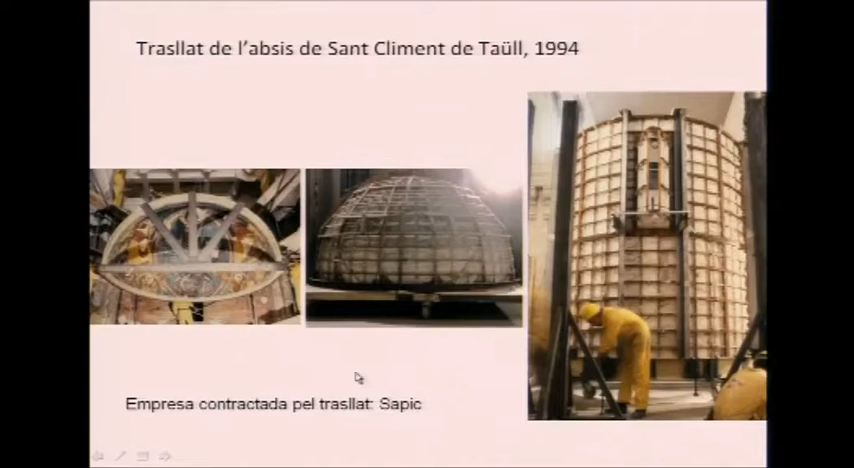 Trasllat de l'absis de Sant Climent de Taüll, 1994
Empresa contractada pel trasllat: Sapic